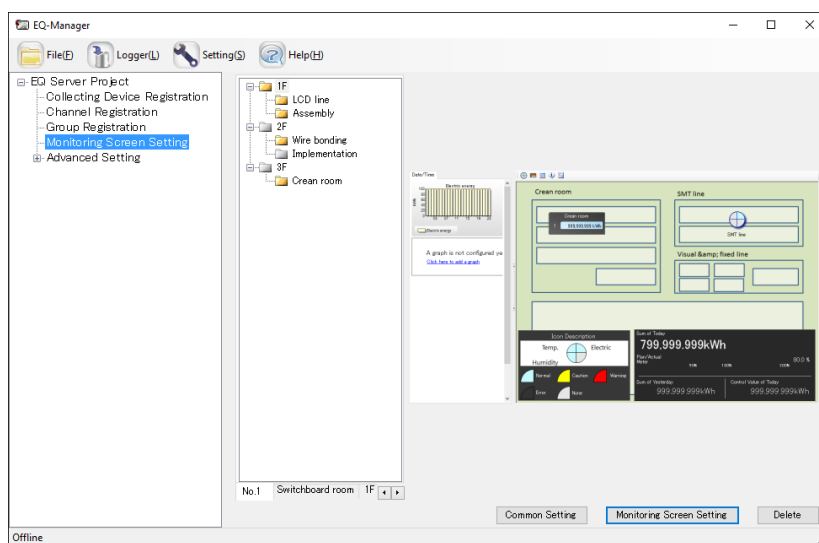 EQ-Manager
File(F) Logger(L) Setting(S) Help(H)
EQ Server Project
Collecting Device Registration
Channel Registration
Group Registration
Monitoring Screen Setting
Advanced Setting
1F
LCD line
Assembly
2F
Wire bonding
Implementation
3F
Crean room
No.1 Switchboard room 1F
Date/Time
Electric energy
Electric energy
A graph is not configured ye
Click here to add a graph
Crean room
SMT line
Crean room
1 999,999.999 kWh
SMT line
Visual &amp; fixed line
Icon Description
Temp. Electric
Humidity
Normal Caution Warning
Error None
Sum of Today
799,999.999kWh
Plan/Actual
Meter
80.0 %
Sum of Yesterday
999,999.999kWh
Control Value of Today
999,999.999kWh
Common Setting Monitoring Screen Setting Delete
Offline